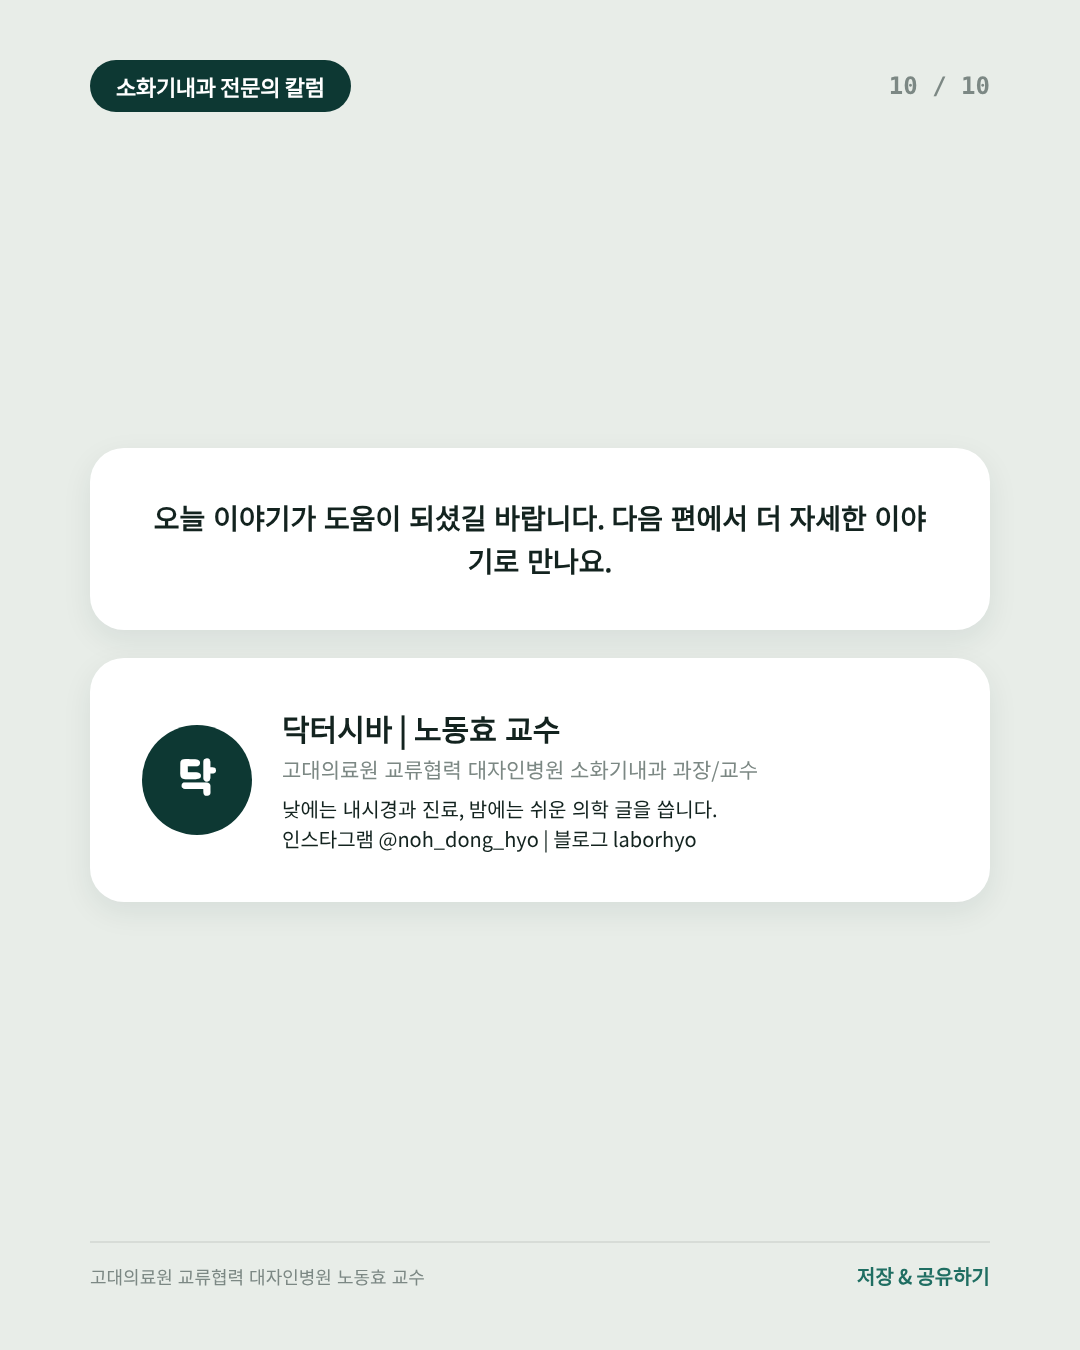 소화기내과 전문의 칼럼
10 / 10
오늘 이야기가 도움이 되셨길 바랍니다. 다음 편에서 더 자세한 이야
기로 만나요.
닥
닥터시바 | 노동효 교수
고대의료원 교류협력 대자인병원 소화기내과 과장/교수
낮에는 내시경과 진료, 밤에는 쉬운 의학 글을 씁니다.
인스타그램 @noh_dong_hyo | 블로그 laborhyo
고대의료원 교류협력 대자인병원 노동효 교수
저장 & 공유하기